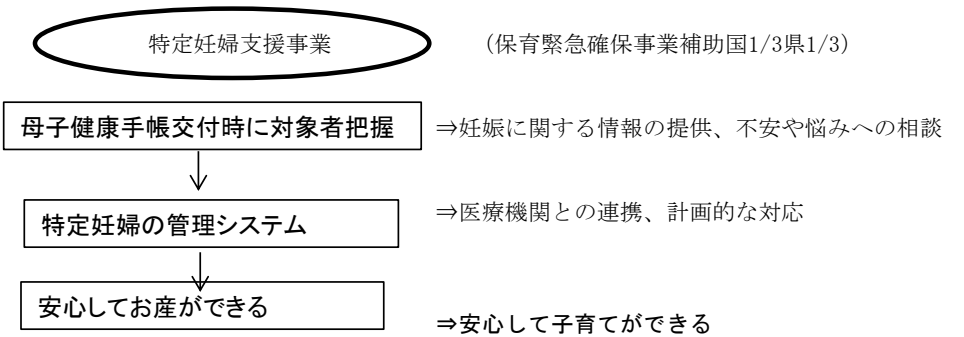 特定妊婦支援事業 （保育緊急確保事業補助国1/3県1/3）
母子健康手帳交付時に対象者把握 ⇒妊娠に関する情報の提供、不安や悩みへの相談
特定妊婦の管理システム ⇒医療機関との連携、計画的な対応
安心してお産ができる
⇒安心して子育てができる